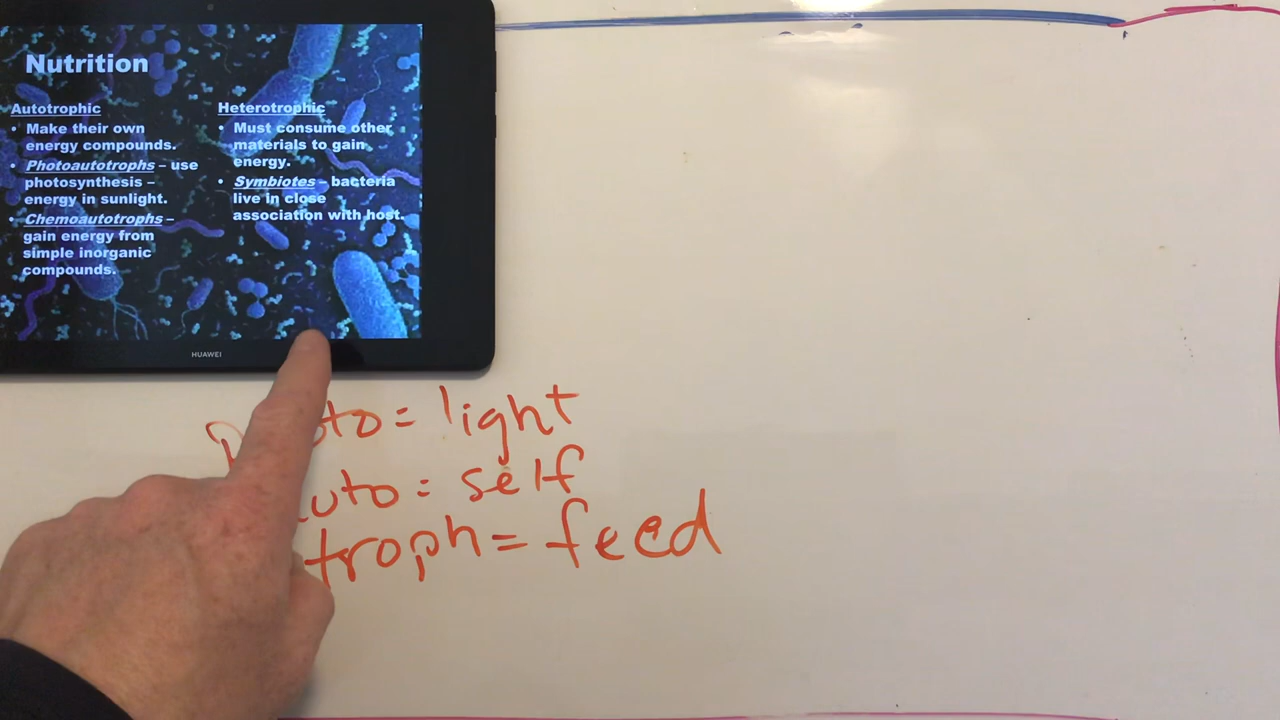 Nutrition
Autotrophic
• Make their own
energy compounds.
• Photoautotrophs – use
photosynthesis –
energy in sunlight.
• Chemoautotrophs –
gain energy from
simple inorganic
compounds.
Heterotrophic
• Must consume other
materials to gain
energy.
• Symbiotes – bacteria
live in close
association with host.
HUAWEI
= light
uto = self
troph = feed